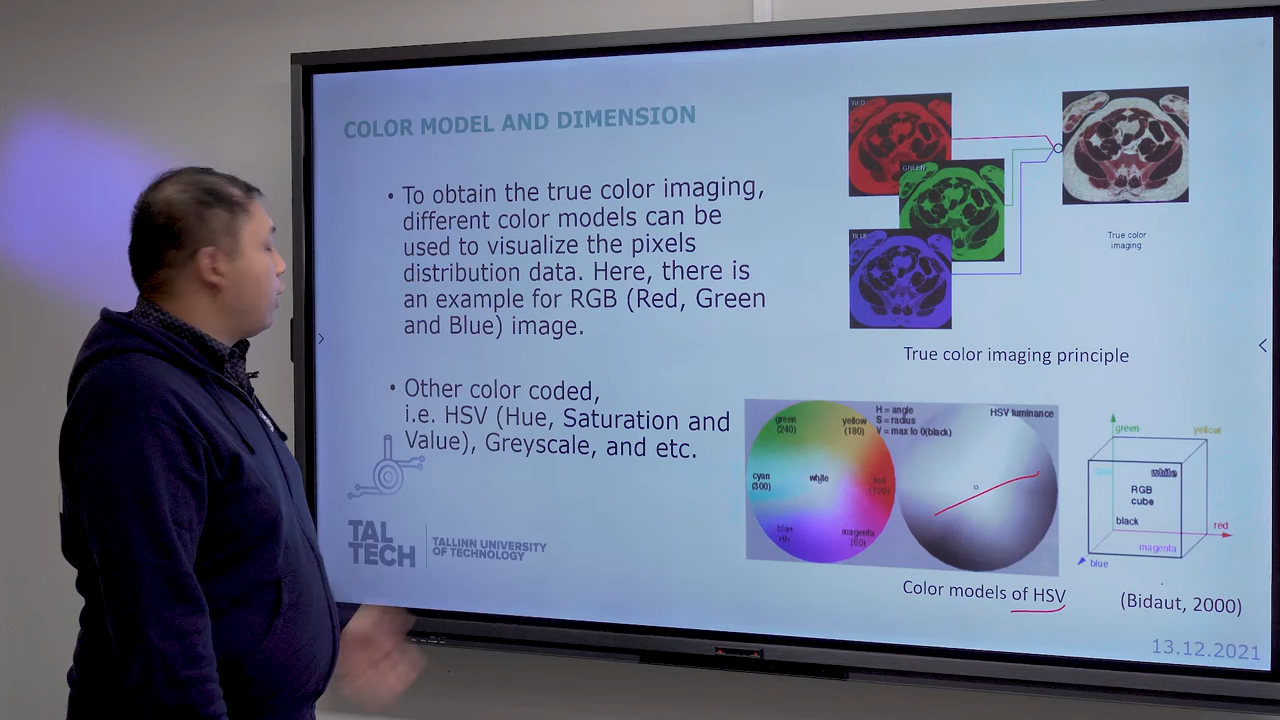 COLOR MODEL AND DIMENSION
• To obtain the true color imaging,
different color models can be
used to visualize the pixels
distribution data. Here, there is
an example for RGB (Red, Green
and Blue) image.
• Other color coded,
i.e. HSV (Hue, Saturation and
Value), Greyscale, and etc.
TAL
TECH
TALLINN UNIVERSITY
OF TECHNOLOGY
RED
GREEN
BLUE
True color
imaging
True color imaging principle
green
(240)
yellow
(180)
cyan
(300)
white
red
(120)
blue
(0)
magenta
(60)
H = angle
S = radius
V = max to 0(black)
HSV luminance
Color models of HSV
green
yellow
cyan
white
RGB
cube
black
red
magenta
blue
(Bidaut, 2000)
13.12.2021